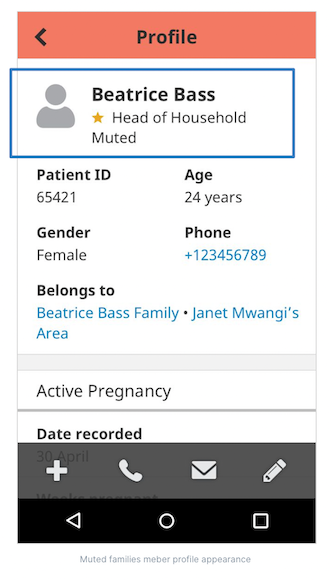 Profile
Beatrice Bass
Head of Household
Muted
Patient ID
Age
65421
24 years
Gender
Phone
Female
+123456789
Belongs to
Beatrice Bass Family • Janet Mwangi's
Area
Active Pregnancy
Date recorded
30 April
Weeks pregnant
Muted families meber profile appearance